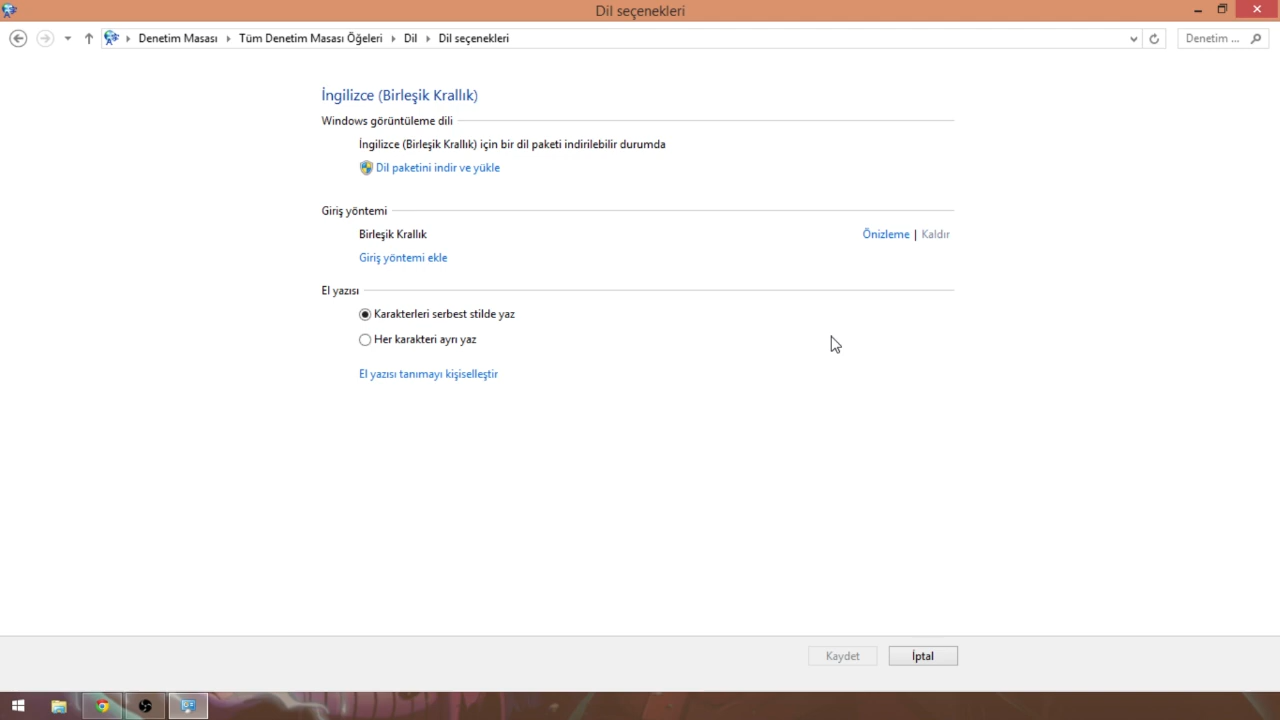 Dil seçenekleri
Denetim Masası
Tüm Denetim Masası Öğeleri
Dil
Dil seçenekleri
Denetim ...
İngilizce (Birleşik Krallık)
Windows görüntüleme dili
İngilizce (Birleşik Krallık) için bir dil paketi indirilebilir durumda
Dil paketini indir ve yükle
Giriş yöntemi
Birleşik Krallık
Önizleme | Kaldır
Giriş yöntemi ekle
El yazısı
Karakterleri serbest stilde yaz
Her karakteri ayrı yaz
El yazısı tanımayı kişiselleştir
Kaydet
İptal